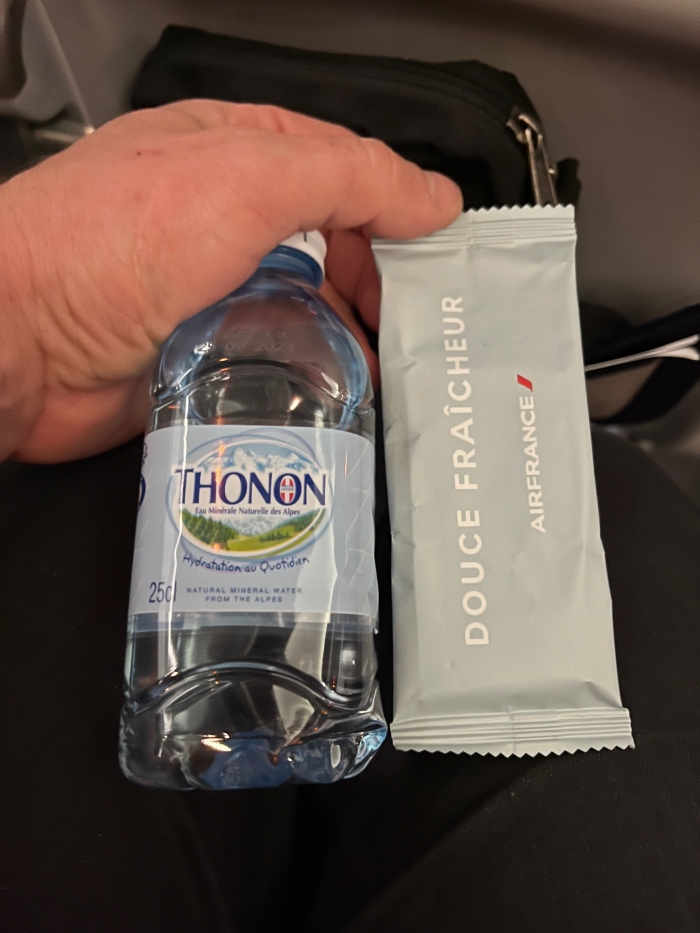 THONON
Eau Minérale Naturelle des Alpes
Hydratation au Quotidien
25cl
NATURAL MINERAL WATER
FROM THE ALPES
DOUCE FRAÎCHEUR
AIRFRANCE